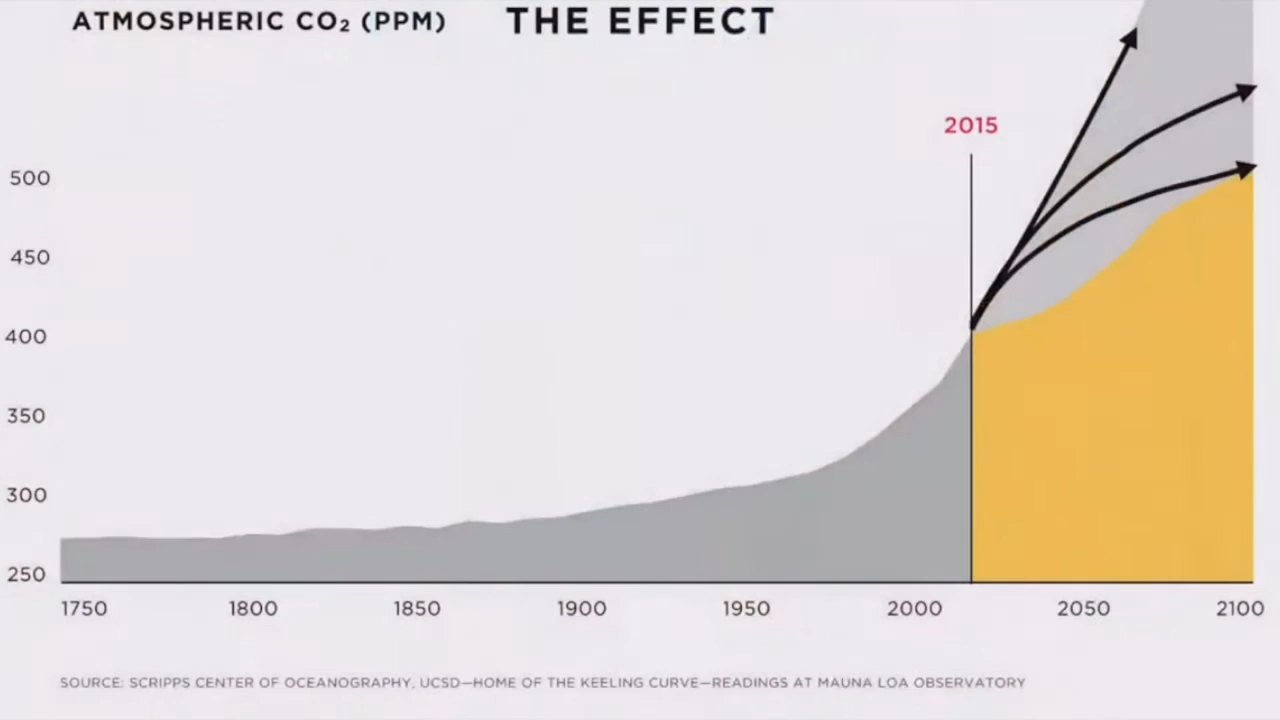 ATMOSPHERIC CO₂ (PPM)
THE EFFECT
2015
500
450
400
350
300
250
1750 1800 1850 1900 1950 2000 2050 2100
SOURCE: SCRIPPS CENTER OF OCEANOGRAPHY, UCSD—HOME OF THE KEELING CURVE—READINGS AT MAUNA LOA OBSERVATORY